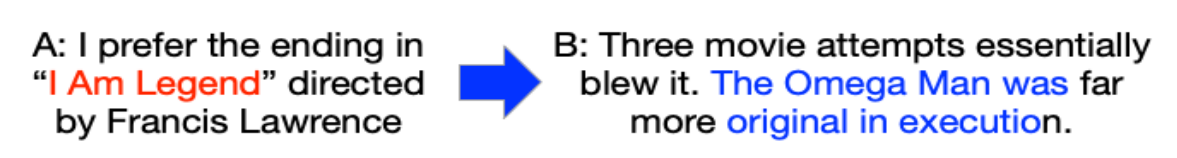 A: I prefer the ending in
“I Am Legend” directed
by Francis Lawrence
B: Three movie attempts essentially
blew it. The Omega Man was far
more original in execution.